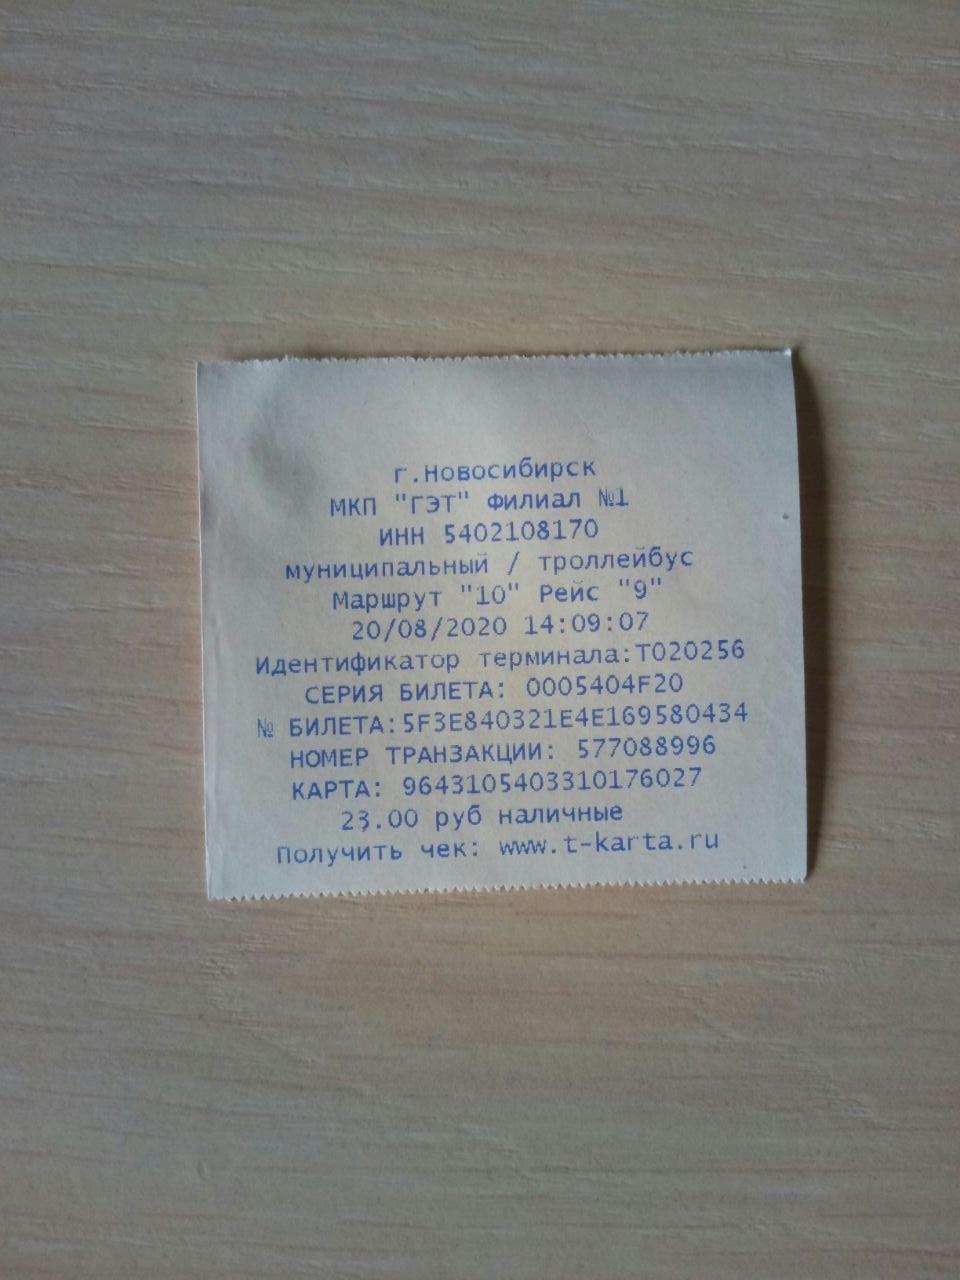 г.Новосибирск
МКП "ГЭТ" Филиал №1
ИНН 5402108170
муниципальный / троллейбус
Маршрут "10" Рейс "9"
20/08/2020 14:09:07
Идентификатор терминала:T020256
СЕРИЯ БИЛЕТА: 0005404F20
№ БИЛЕТА:5F3E840321E4E169580434
НОМЕР ТРАНЗАКЦИИ: 577088996
КАРТА: 9643105403310176027
23.00 руб наличные
Получить чек: www.t-karta.ru